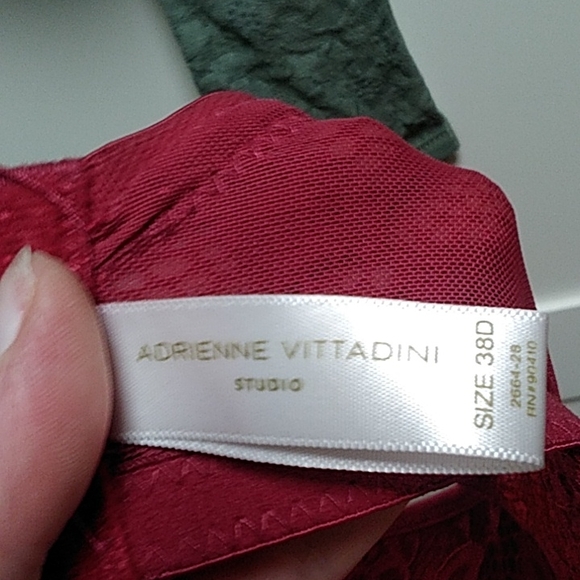 ADRIENNE VITTADINI
STUDIO
SIZE 38D
2664-28
RN#90410